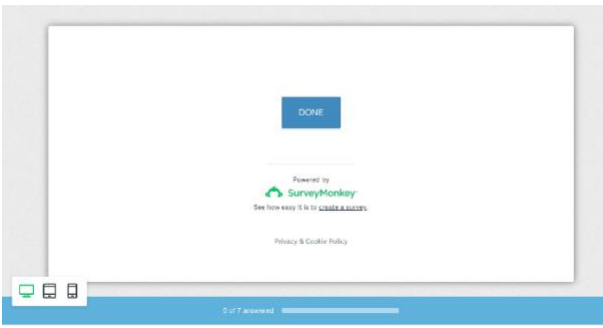 DONE
Powered by
SurveyMonkey
See how easy it is to create a survey.
Privacy & Cookie Policy
0 of 7 answered